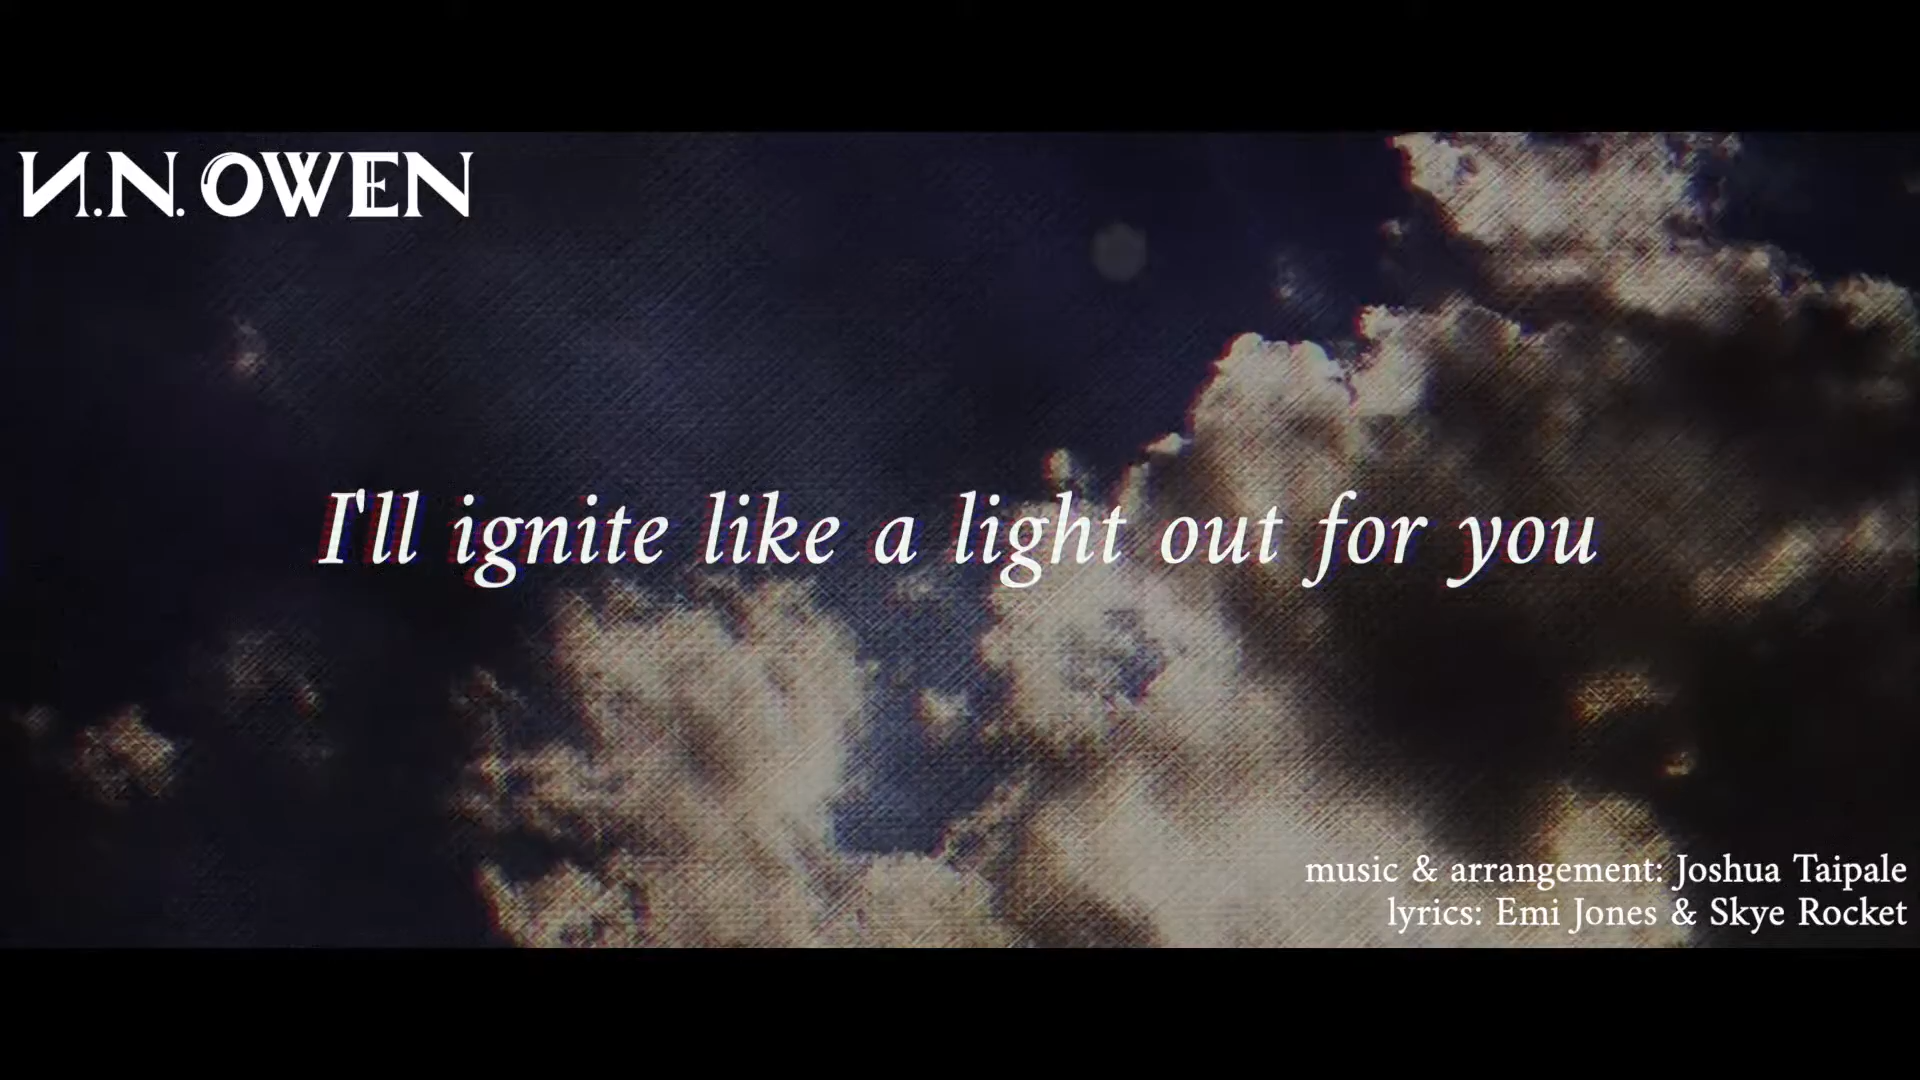 N.N. OWEN
I'll ignite like a light out for you
music & arrangement: Joshua Taipale
lyrics: Emi Jones & Skye Rocket